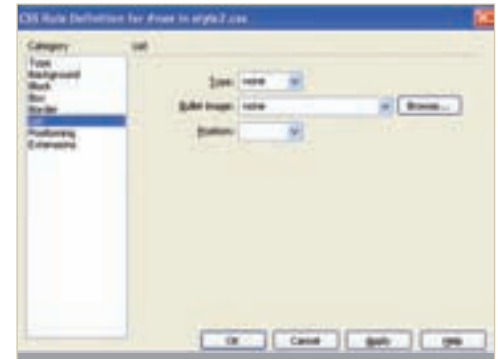 CSS Rule Definition for #nav in style2.css
Category
List
Type
Background
Block
Box
Border
List
Positioning
Extensions
Type: none
Bullet image: none Browse...
Position:
OK Cancel Apply Help